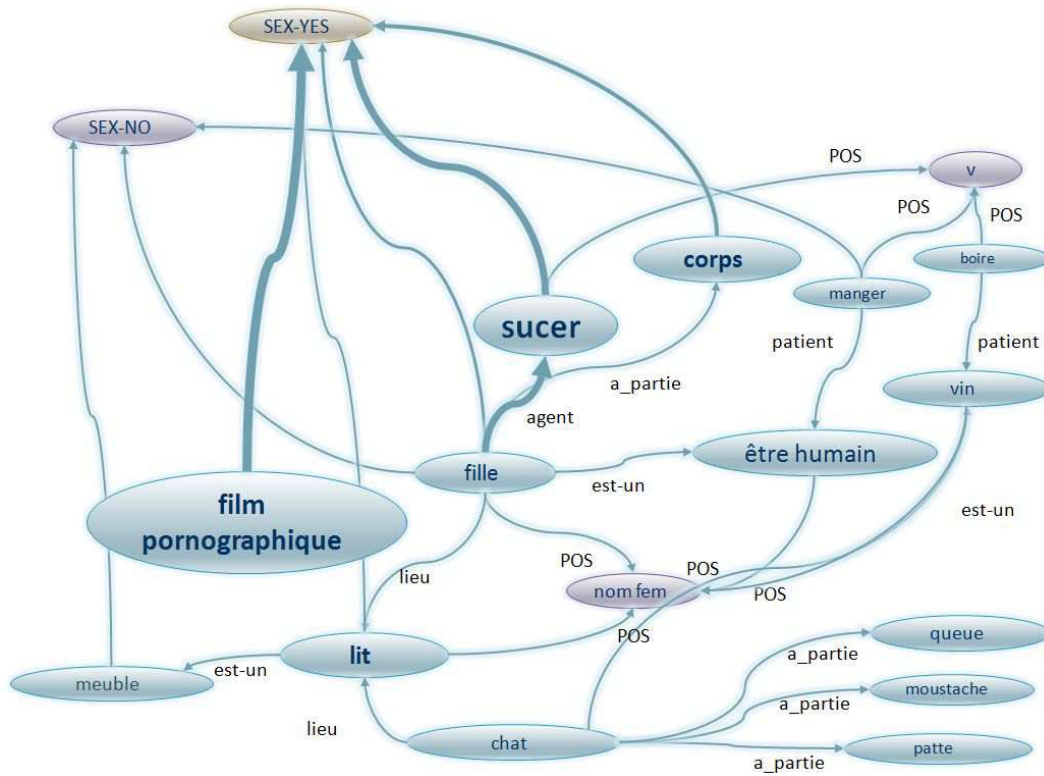 SEX-YES
SEX-NO
POS
v
POS
POS
corps
boire
manger
sucer
patient
patient
a_partie
vin
agent
être humain
fille
est-un
film
pornographique
est-un
POS
POS
lieu
nom fem
POS
queue
POS
lit
a_partie
est-un
meuble
moustache
a_partie
lieu
chat
patte
a_partie